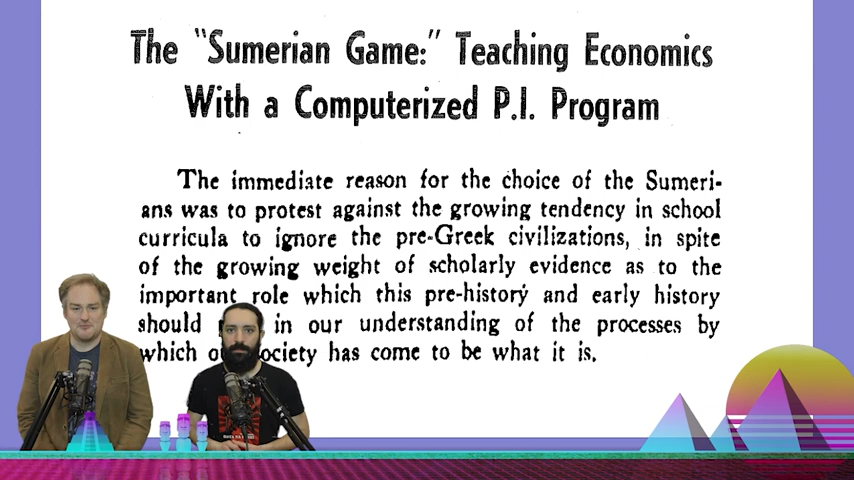 The "Sumerian Game:" Teaching Economics
With a Computerized P.I. Program
The immediate reason for the choice of the Sumeri-
ans was to protest against the growing tendency in school
curricula to ignore the pre-Greek civilizations, in spite
of the growing weight of scholarly evidence as to the
important role which this pre-history and early history
should in our understanding of the processes by
which society has come to be what it is.